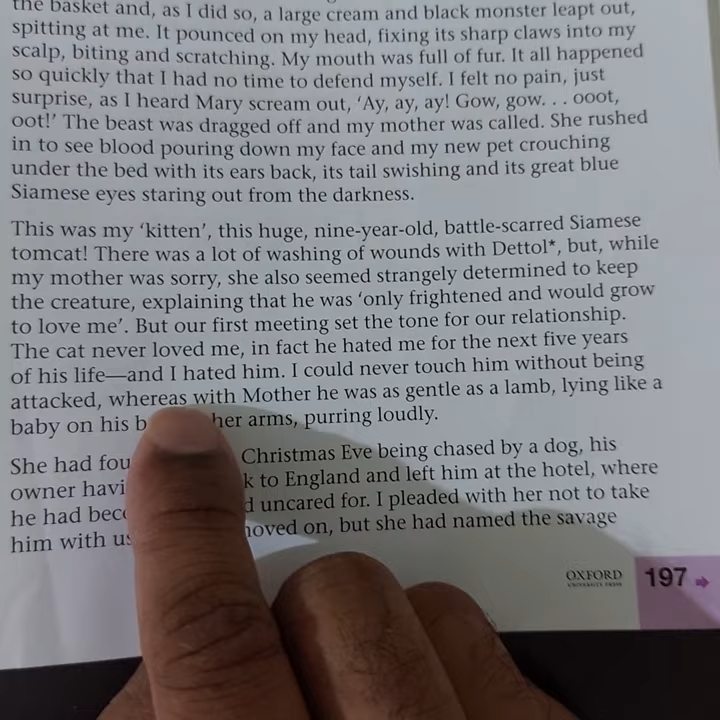 the basket and, as I did so, a large cream and black monster leapt out,
spitting at me. It pounced on my head, fixing its sharp claws into my
scalp, biting and scratching. My mouth was full of fur. It all happened
so quickly that I had no time to defend myself. I felt no pain, just
surprise, as I heard Mary scream out, ‘Ay, ay, ay! Gow, gow. . . ooot,
oot!’ The beast was dragged off and my mother was called. She rushed
in to see blood pouring down my face and my new pet crouching
under the bed with its ears back, its tail swishing and its great blue
Siamese eyes staring out from the darkness.
This was my ‘kitten’, this huge, nine-year-old, battle-scarred Siamese
tomcat! There was a lot of washing of wounds with Dettol*, but, while
my mother was sorry, she also seemed strangely determined to keep
the creature, explaining that he was ‘only frightened and would grow
to love me’. But our first meeting set the tone for our relationship.
The cat never loved me, in fact he hated me for the next five years
of his life—and I hated him. I could never touch him without being
attacked, whereas with Mother he was as gentle as a lamb, lying like a
baby on his her arms, purring loudly.
She had Christmas Eve being chased by a dog, his
owner to England and left him at the hotel, where
he had uncared for. I pleaded with her not to take
him with on, but she had named the savage
OXFORD
UNIVERSITY PRESS
197